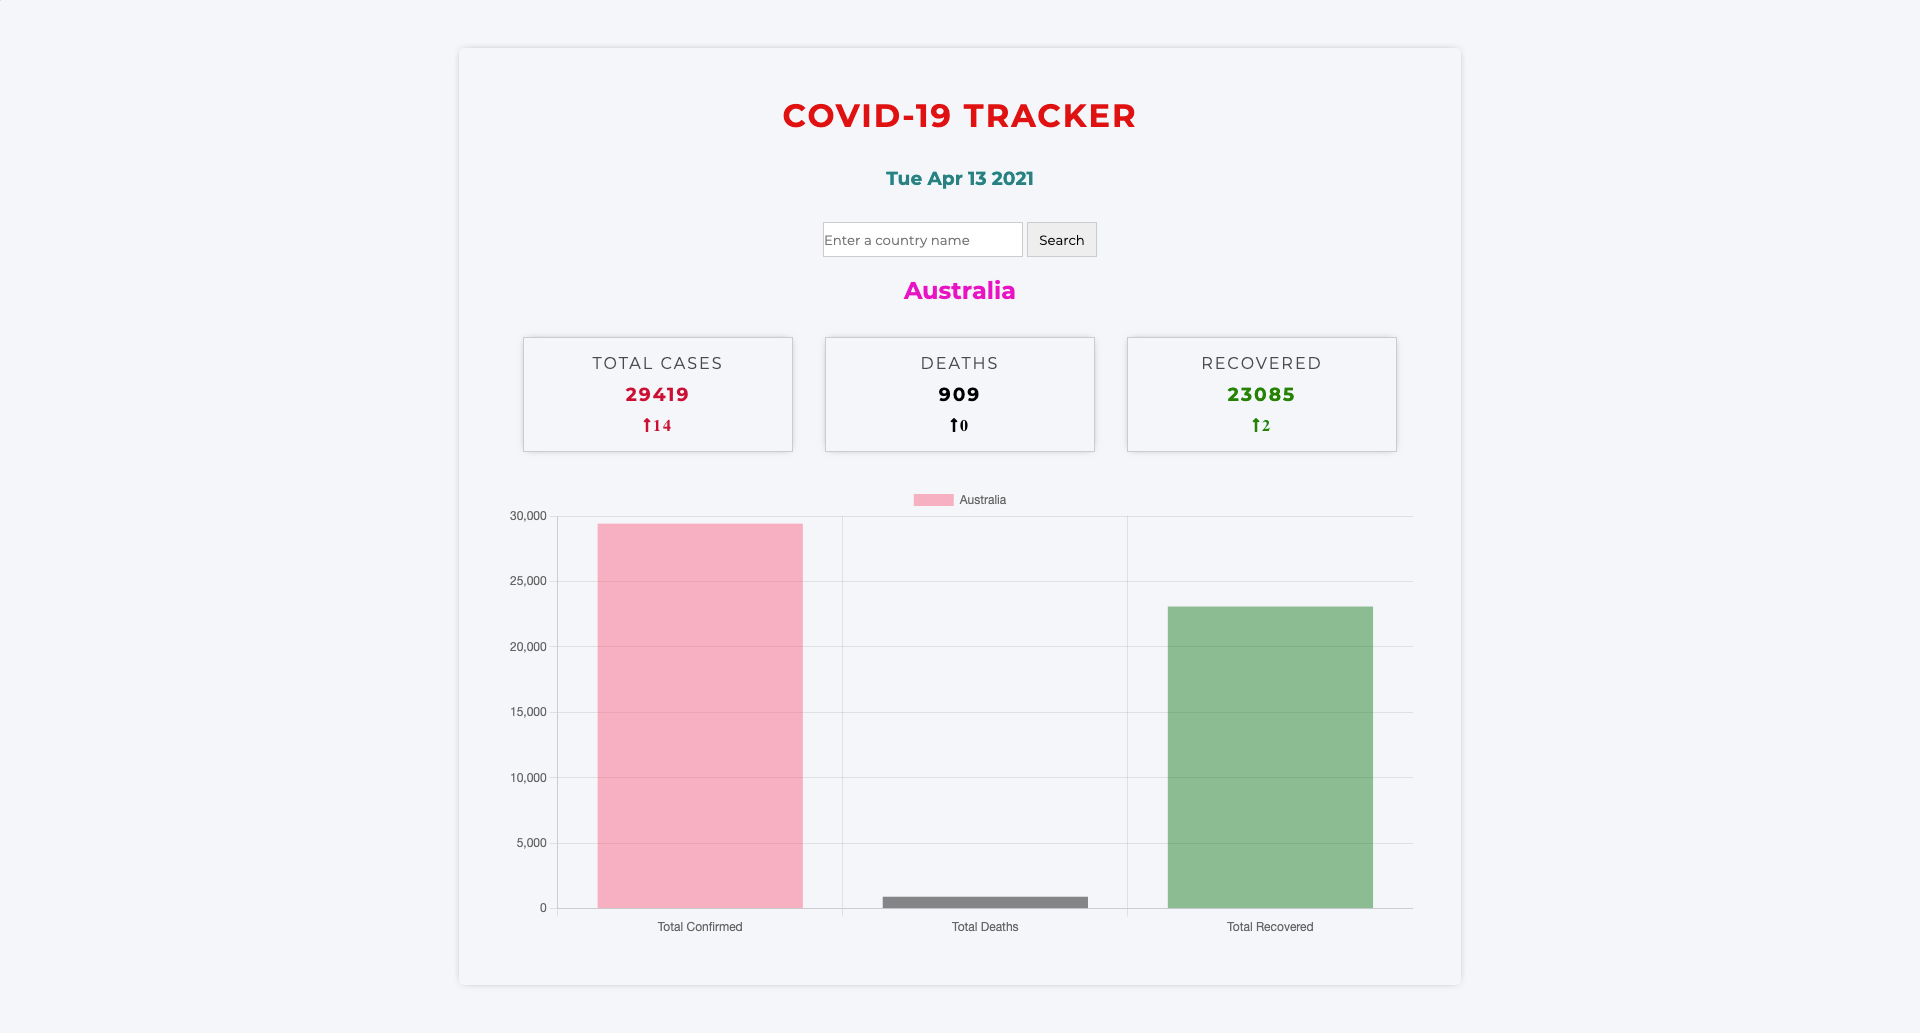 COVID-19 TRACKER
Tue Apr 13 2021
Enter a country name Search
Australia
TOTAL CASES
29419
↑14
DEATHS
909
↑0
RECOVERED
23085
↑2
Australia
30,000
25,000
20,000
15,000
10,000
5,000
0
Total Confirmed Total Deaths Total Recovered